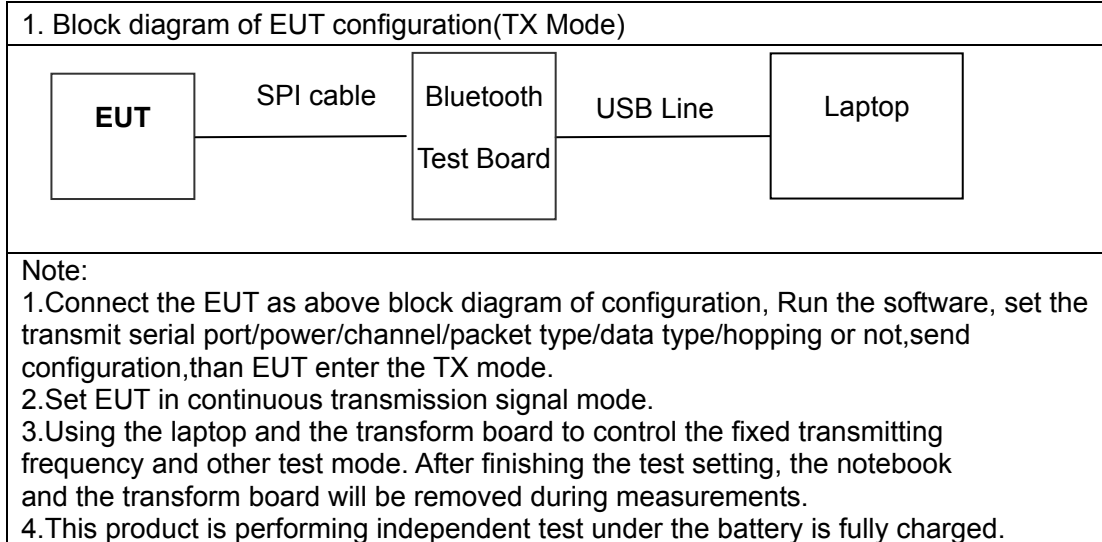 1. Block diagram of EUT configuration(TX Mode)
EUT
SPI cable
Bluetooth
Test Board
USB Line
Laptop
Note:
1.Connect the EUT as above block diagram of configuration, Run the software, set the
transmit serial port/power/channel/packet type/data type/hopping or not,send
configuration,than EUT enter the TX mode.
2.Set EUT in continuous transmission signal mode.
3.Using the laptop and the transform board to control the fixed transmitting
frequency and other test mode. After finishing the test setting, the notebook
and the transform board will be removed during measurements.
4.This product is performing independent test under the battery is fully charged.